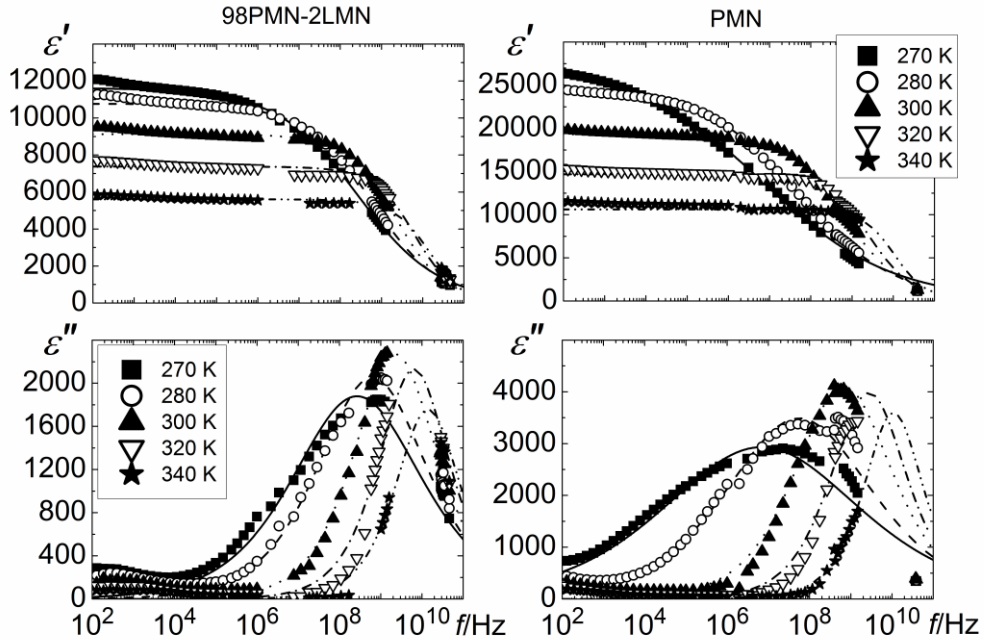 98PMN-2LMN
PMN
ε'
12000
10000
8000
6000
4000
2000
0
ε'
25000
20000
15000
10000
5000
0
270 K
280 K
300 K
320 K
340 K
ε"
2000
1600
1200
800
400
0
270 K
280 K
300 K
320 K
340 K
10² 10⁴ 10⁶ 10⁸ 10¹⁰ f/Hz
ε"
4000
3000
2000
1000
0
10² 10⁴ 10⁶ 10⁸ 10¹⁰ f/Hz